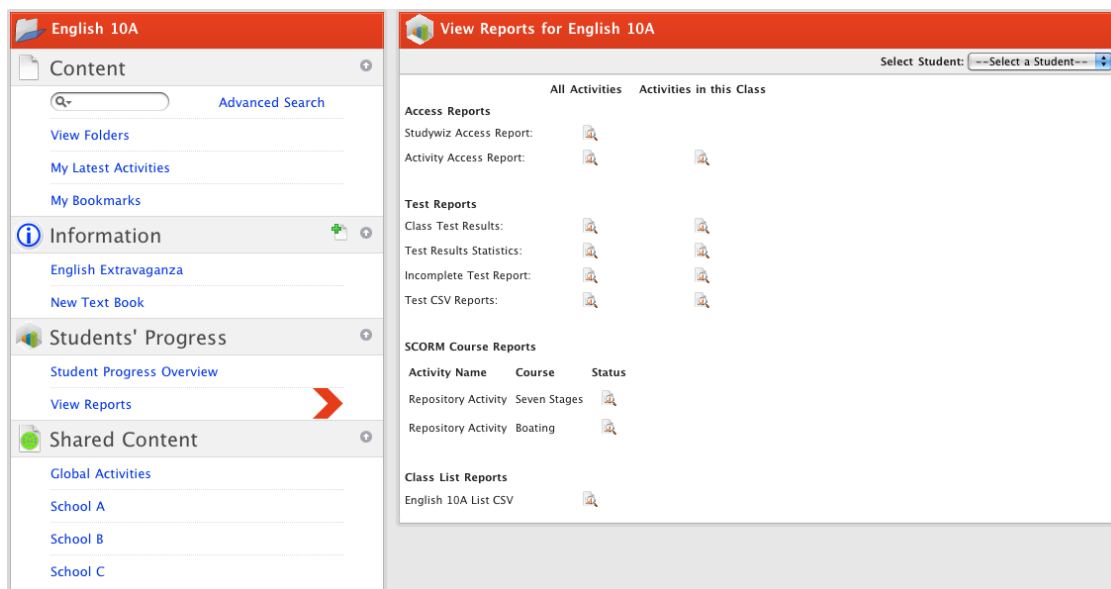 English 10A
Content
Advanced Search
View Folders
My Latest Activities
My Bookmarks
Information
English Extravaganza
New Text Book
Students' Progress
Student Progress Overview
View Reports
Shared Content
Global Activities
School A
School B
School C
View Reports for English 10A
Select Student: --Select a Student--
All Activities Activities in this Class
Access Reports
Studywiz Access Report:
Activity Access Report:
Test Reports
Class Test Results:
Test Results Statistics:
Incomplete Test Report:
Test CSV Reports:
SCORM Course Reports
Activity Name Course Status
Repository Activity Seven Stages
Repository Activity Boating
Class List Reports
English 10A List CSV